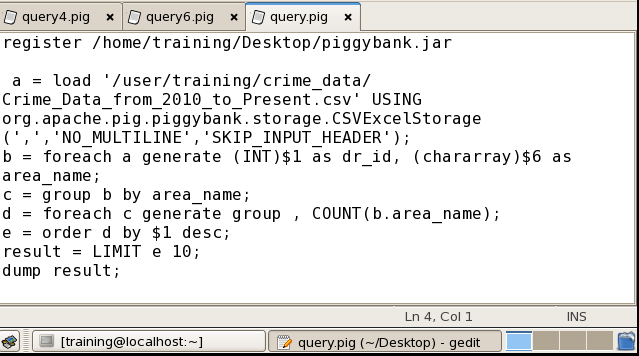 query4.pig × query6.pig × query.pig ×
register /home/training/Desktop/piggybank.jar
a = load '/user/training/crime_data/
Crime_Data_from_2010_to_Present.csv' USING
org.apache.pig.piggybank.storage.CSVExcelStorage
(',','NO_MULTILINE','SKIP_INPUT_HEADER');
b = foreach a generate (INT)$1 as dr_id, (chararray)$6 as
area_name;
c = group b by area_name;
d = foreach c generate group , COUNT(b.area_name);
e = order d by $1 desc;
result = LIMIT e 10;
dump result;
Ln 4, Col 1 INS
[training@localhost:~] query.pig (~/Desktop) - gedit